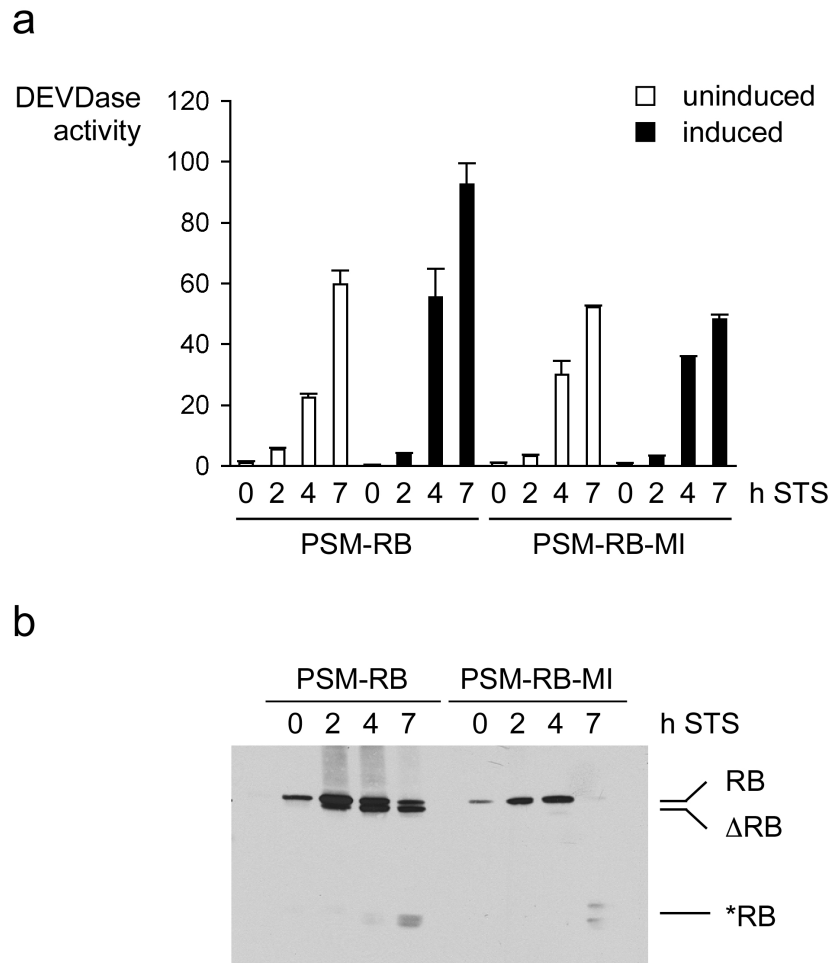 a
DEVDase
activity
120
100
80
60
40
20
0
uninduced
induced
0 2 4 7 0 2 4 7 0 2 4 7 0 2 4 7 h STS
PSM-RB PSM-RB-MI
b
PSM-RB PSM-RB-MI
0 2 4 7 0 2 4 7 h STS
RB
ΔRB
*RB